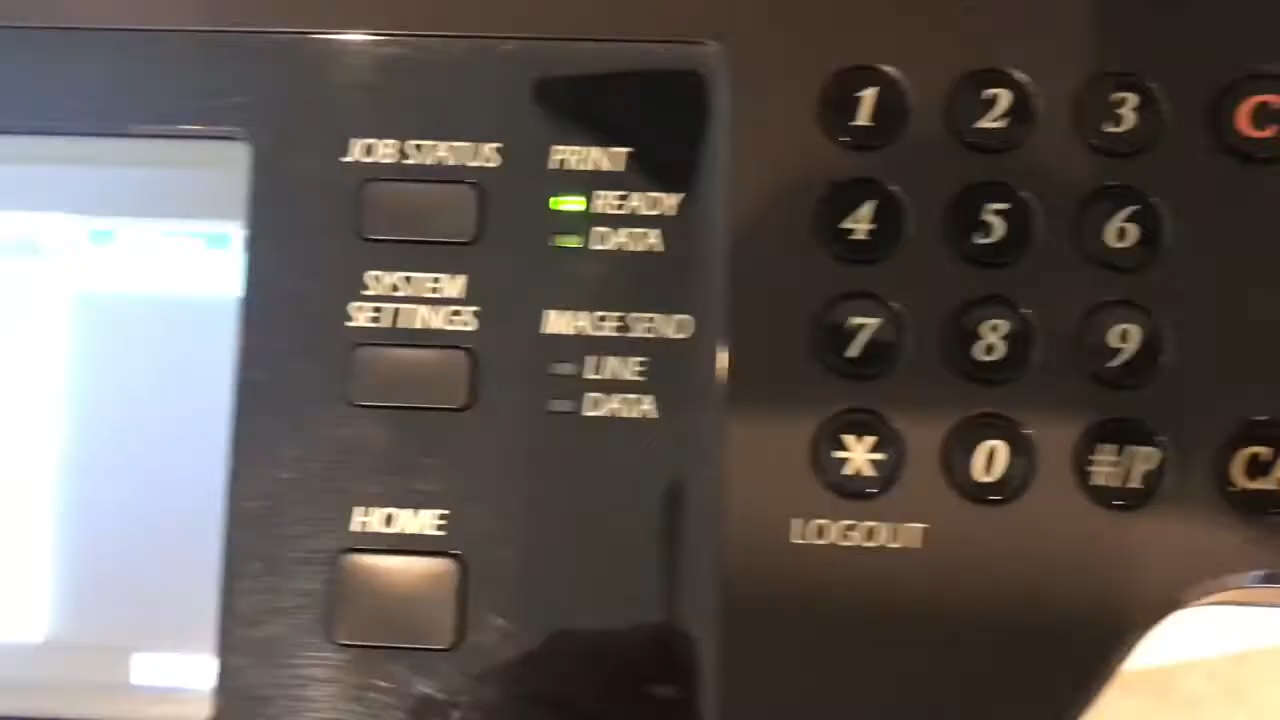 JOB STATUS
SYSTEM
SETTINGS
HOME
PRINT
READY
DATA
IMAGE SEND
LINE
DATA
1 2 3 C
4 5 6
7 8 9
* 0 #/P CA
LOGOUT